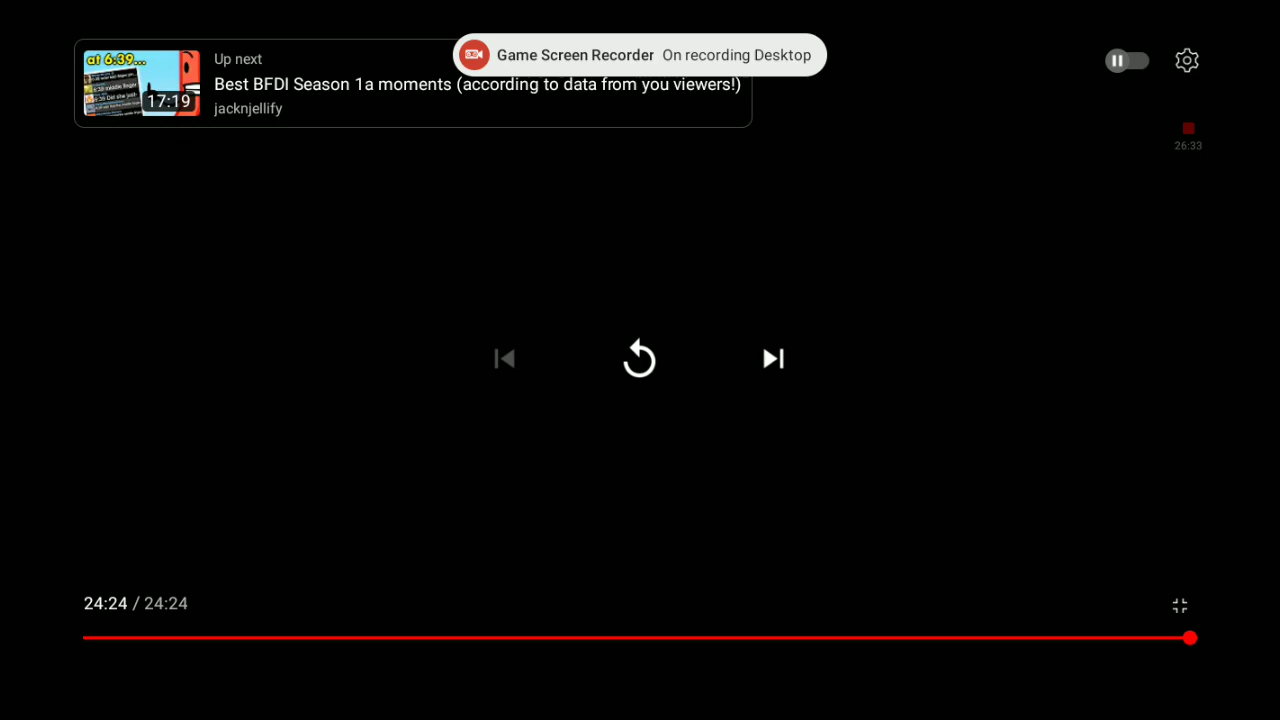 Game Screen Recorder On recording Desktop
Up next
Best BFDI Season 1a moments (according to data from you viewers!)
jacknjellify
at 6:39...
17:19
26:33
24:24 / 24:24